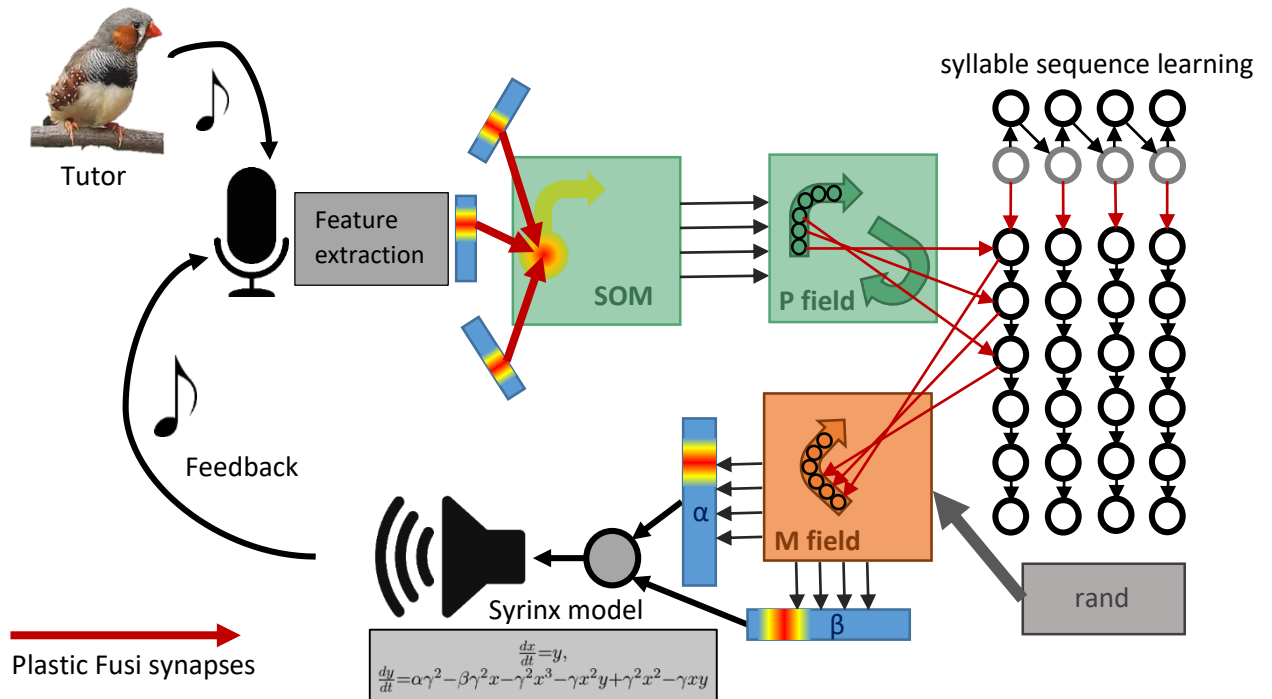 syllable sequence learning
Tutor
Feature
extraction
SOM
P field
Feedback
α
M field
rand
Syrinx model
β
dx/dt=y,
dy/dt=αγ²−βγ²x−γ²x³−γx²y+γ²x²−γxy
Plastic Fusi synapses